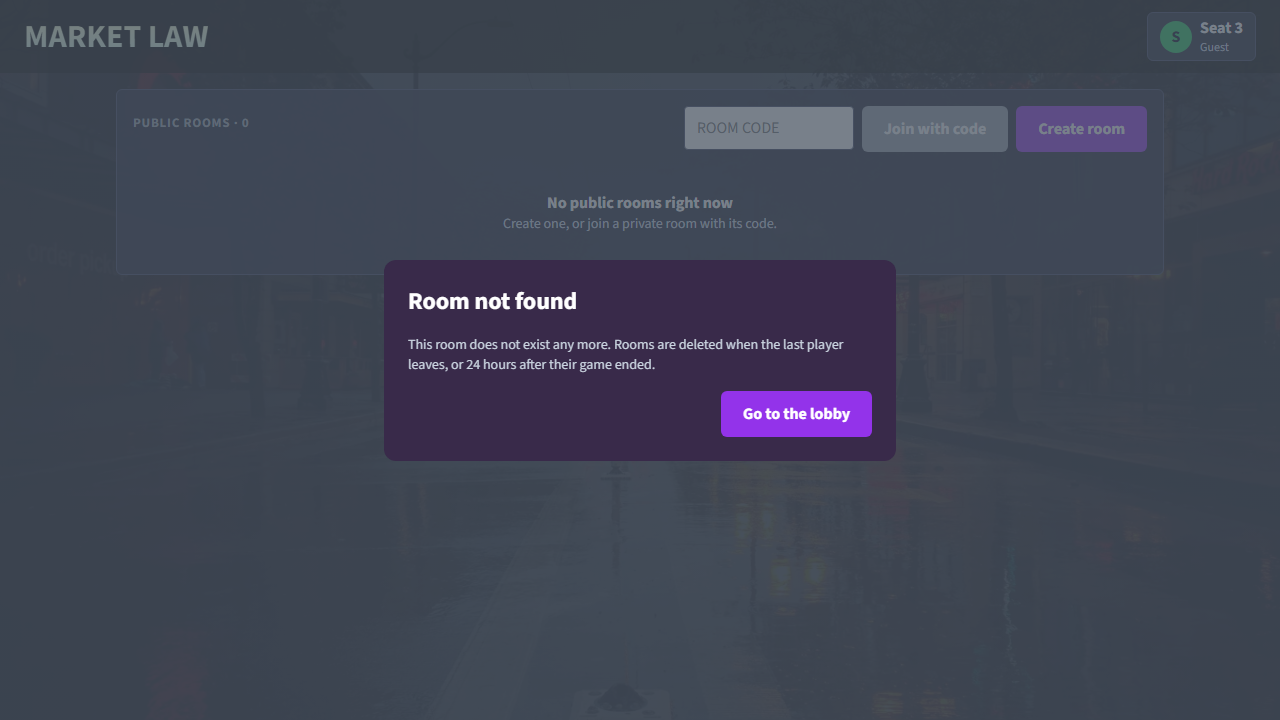 MARKET LAW
S
Seat 3
Guest
PUBLIC ROOMS · 0
ROOM CODE
Join with code
Create room
No public rooms right now
Create one, or join a private room with its code.
Room not found
This room does not exist any more. Rooms are deleted when the last player
leaves, or 24 hours after their game ended.
Go to the lobby